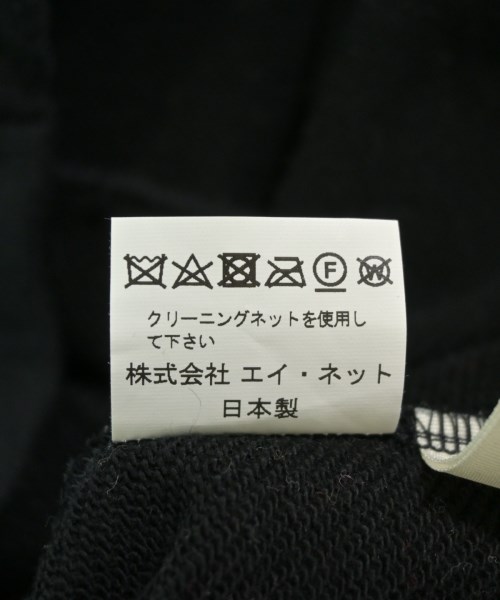 F W
クリーニングネットを使用し
て下さい
株式会社 エイ・ネット
日本製